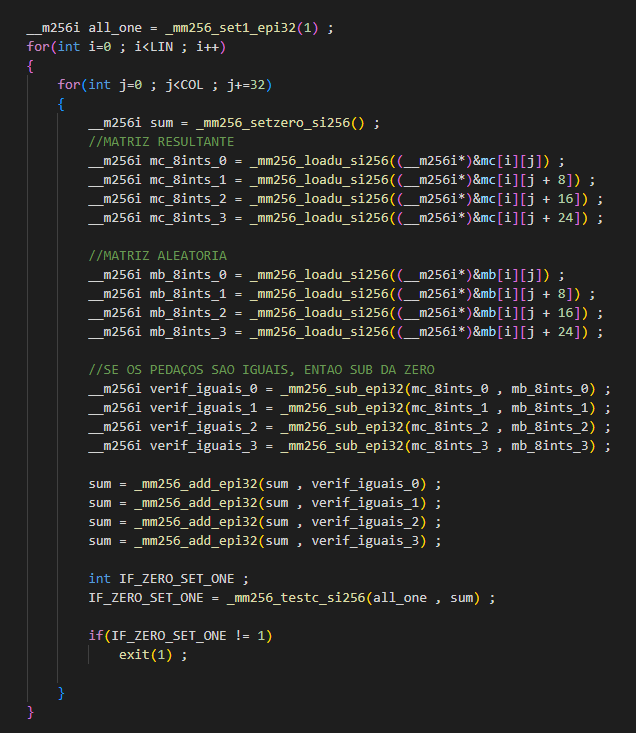 __m256i all_one = _mm256_set1_epi32(1) ;
for(int i=0 ; i<LIN ; i++)
{
    for(int j=0 ; j<COL ; j+=32)
    {
        __m256i sum = _mm256_setzero_si256() ;
        //MATRIZ RESULTANTE
        __m256i mc_8ints_0 = _mm256_loadu_si256((__m256i*)&mc[i][j]) ;
        __m256i mc_8ints_1 = _mm256_loadu_si256((__m256i*)&mc[i][j + 8]) ;
        __m256i mc_8ints_2 = _mm256_loadu_si256((__m256i*)&mc[i][j + 16]) ;
        __m256i mc_8ints_3 = _mm256_loadu_si256((__m256i*)&mc[i][j + 24]) ;

        //MATRIZ ALEATORIA
        __m256i mb_8ints_0 = _mm256_loadu_si256((__m256i*)&mb[i][j]) ;
        __m256i mb_8ints_1 = _mm256_loadu_si256((__m256i*)&mb[i][j + 8]) ;
        __m256i mb_8ints_2 = _mm256_loadu_si256((__m256i*)&mb[i][j + 16]) ;
        __m256i mb_8ints_3 = _mm256_loadu_si256((__m256i*)&mb[i][j + 24]) ;

        //SE OS PEDAÇOS SAO IGUAIS, ENTAO SUB DA ZERO
        __m256i verif_iguais_0 = _mm256_sub_epi32(mc_8ints_0 , mb_8ints_0) ;
        __m256i verif_iguais_1 = _mm256_sub_epi32(mc_8ints_1 , mb_8ints_1) ;
        __m256i verif_iguais_2 = _mm256_sub_epi32(mc_8ints_2 , mb_8ints_2) ;
        __m256i verif_iguais_3 = _mm256_sub_epi32(mc_8ints_3 , mb_8ints_3) ;

        sum = _mm256_add_epi32(sum , verif_iguais_0) ;
        sum = _mm256_add_epi32(sum , verif_iguais_1) ;
        sum = _mm256_add_epi32(sum , verif_iguais_2) ;
        sum = _mm256_add_epi32(sum , verif_iguais_3) ;

        int IF_ZERO_SET_ONE ;
        IF_ZERO_SET_ONE = _mm256_testc_si256(all_one , sum) ;

        if(IF_ZERO_SET_ONE != 1)
            exit(1) ;

    }
}